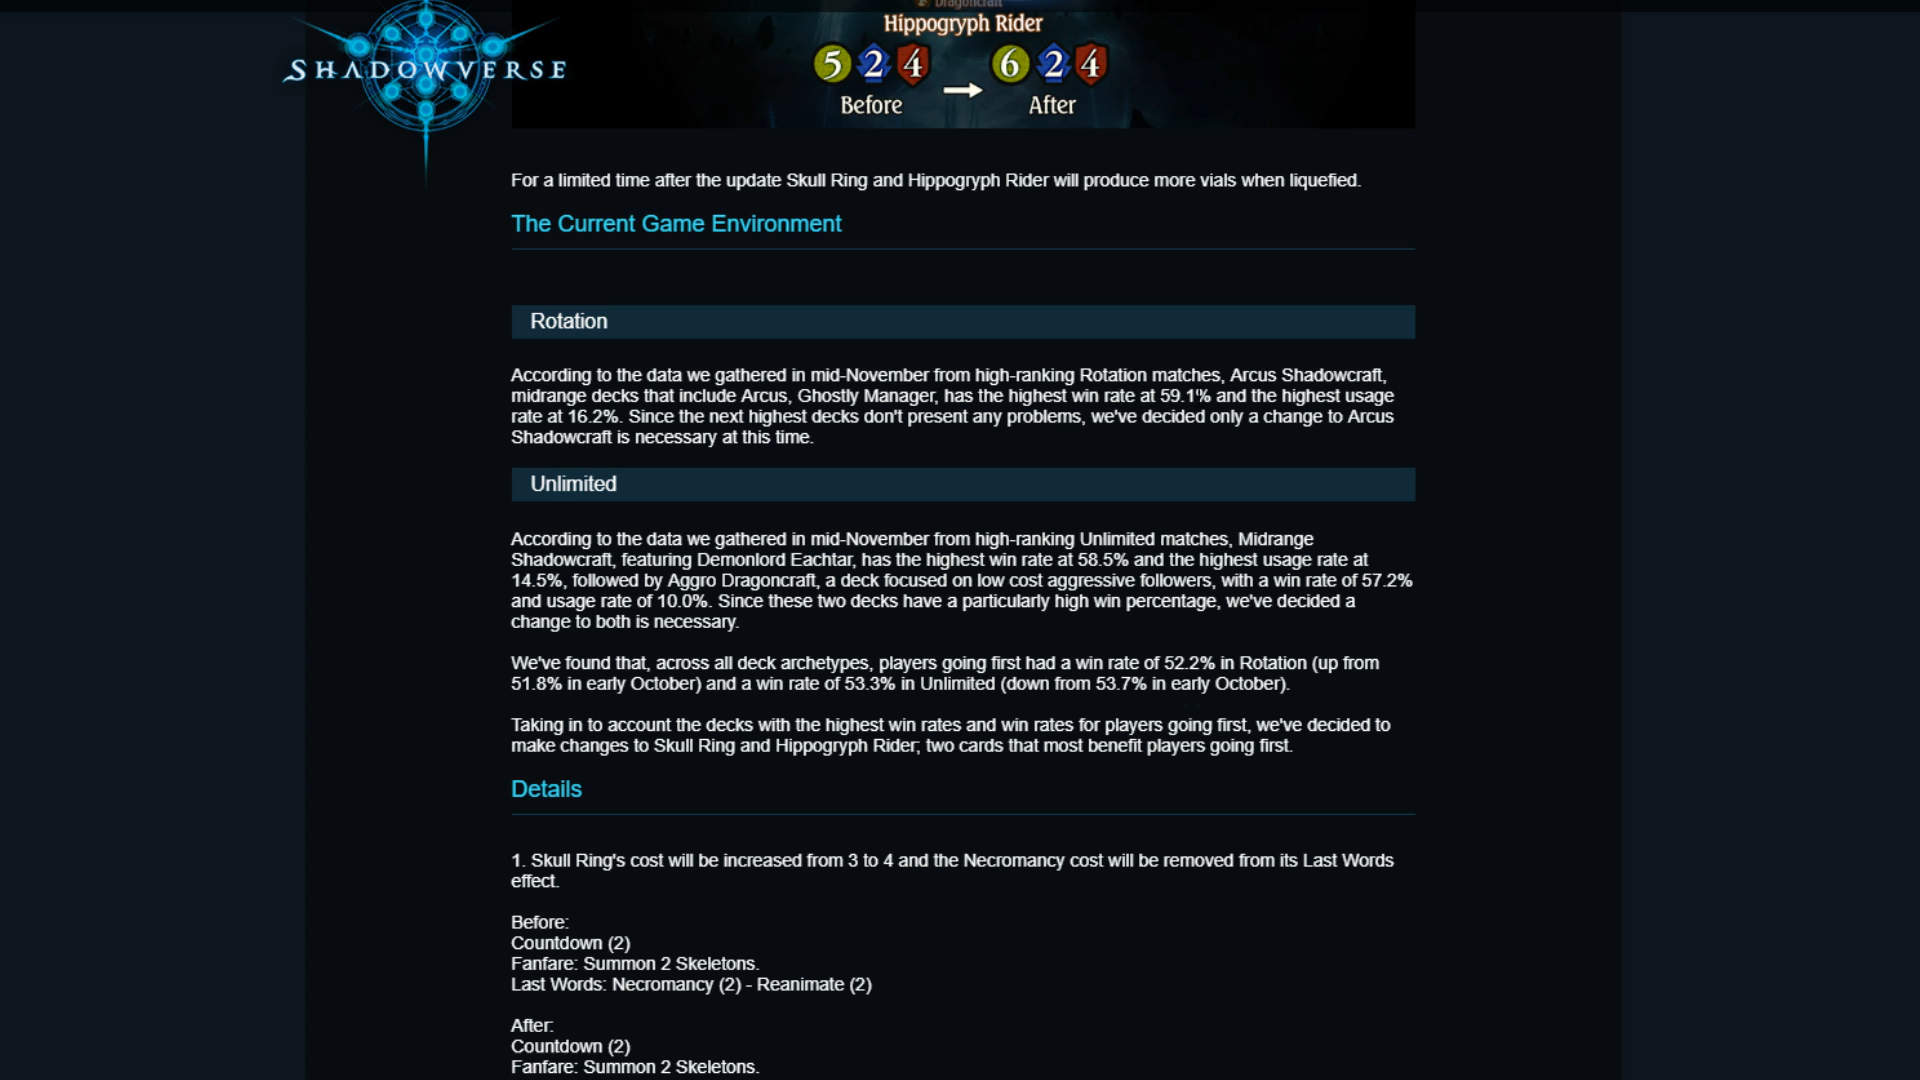 Dragoncraft
Hippogryph Rider
5 2 4 6 2 4
Before After
SHADOWVERSE
For a limited time after the update Skull Ring and Hippogryph Rider will produce more vials when liquefied.
The Current Game Environment
Rotation
According to the data we gathered in mid-November from high-ranking Rotation matches, Arcus Shadowcraft,
midrange decks that include Arcus, Ghostly Manager, has the highest win rate at 59.1% and the highest usage
rate at 16.2%. Since the next highest decks don't present any problems, we've decided only a change to Arcus
Shadowcraft is necessary at this time.
Unlimited
According to the data we gathered in mid-November from high-ranking Unlimited matches, Midrange
Shadowcraft, featuring Demonlord Eachtar, has the highest win rate at 58.5% and the highest usage rate at
14.5%, followed by Aggro Dragoncraft, a deck focused on low cost aggressive followers, with a win rate of 57.2%
and usage rate of 10.0%. Since these two decks have a particularly high win percentage, we've decided a
change to both is necessary.
We've found that, across all deck archetypes, players going first had a win rate of 52.2% in Rotation (up from
51.8% in early October) and a win rate of 53.3% in Unlimited (down from 53.7% in early October).
Taking in to account the decks with the highest win rates and win rates for players going first, we've decided to
make changes to Skull Ring and Hippogryph Rider; two cards that most benefit players going first.
Details
1. Skull Ring's cost will be increased from 3 to 4 and the Necromancy cost will be removed from its Last Words
effect.
Before:
Countdown (2)
Fanfare: Summon 2 Skeletons.
Last Words: Necromancy (2) - Reanimate (2)
After:
Countdown (2)
Fanfare: Summon 2 Skeletons.